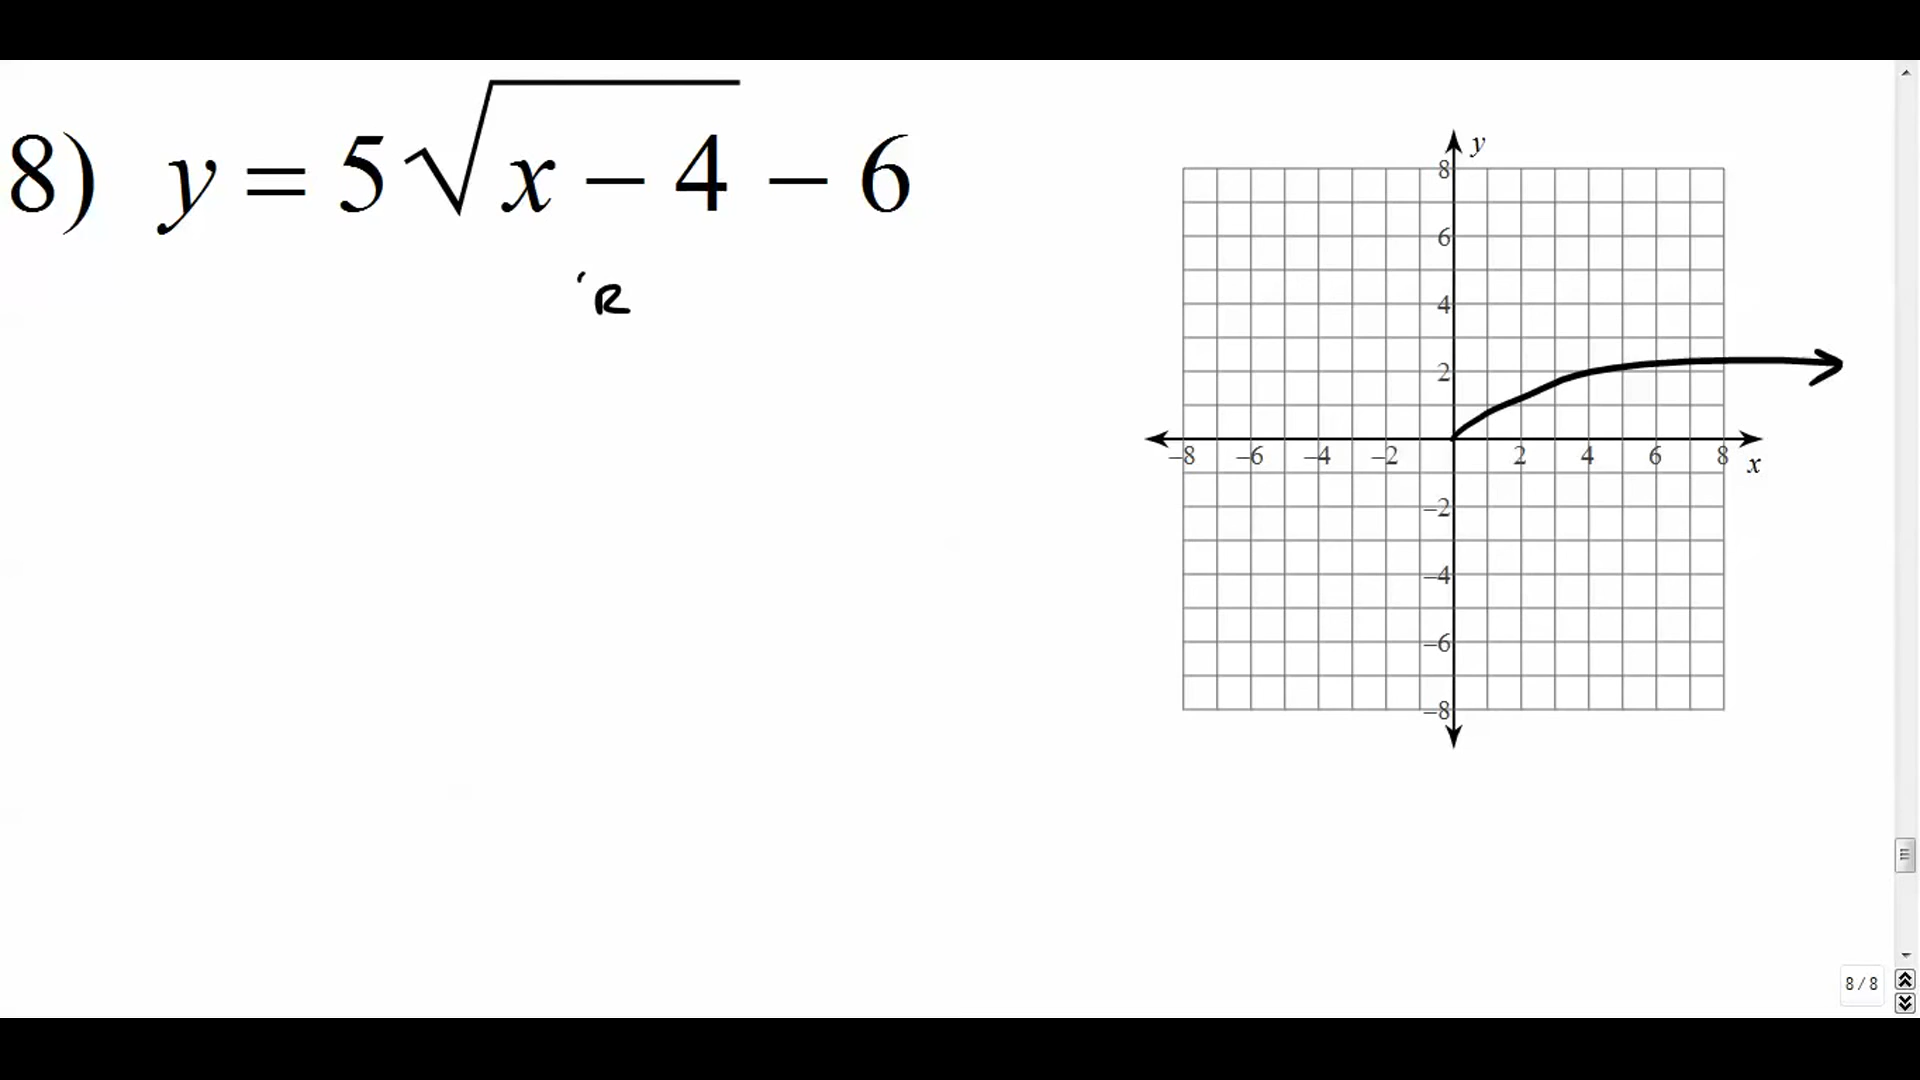 8) y = 5√x − 4 − 6
R
y
8
6
4
2
−8 −6 −4 −2 2 4 6 8 x
−2
−4
−6
−8
8 / 8